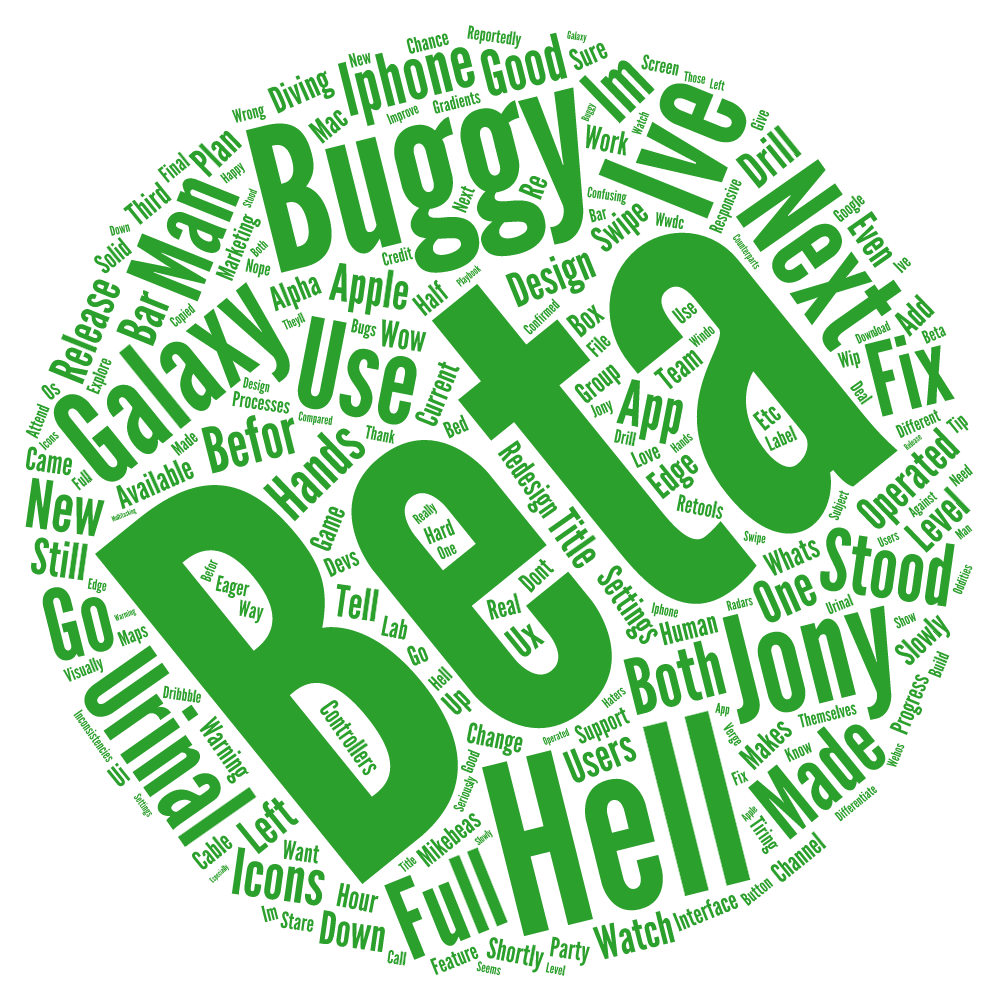 Beta
Buggy
Hell
Ive
Next
Galaxy
Urinal
Jony
Use
Go
Full
Made
Fix
Man
Iphone
Good
Im
Both
Stood
Icons
New
Befor
Hands
Apple
App
One
Design
Users
Watch
Bar
Release
Operated
Left
Down
Plan
Drill
Swipe
Still
Available
Alpha
Wow
Current
Redesign
Title
Settings
Human
Level
Add
Even
Whats
Makes
Tell
Lab
Change
Support
Warning
Up
Ux
Real
Dont
Game
Devs
Edge
Team
Group
Box
File
Half
Mac
Diving
Third
Solid
Marketing
Work
Sure
Reportedly
Chance
New
Wrong
Final
Happy
Stood
Both
Nope
Down
Copied
Explore
Os
Attend
Icons
Came
Full
Made
Multitasking
Design
Processes
Compared
Theyll
Bugs
Credit
Playbook
Next
Re
Improve
Gradients
Galaxy
Screen
Those
Left
Buggy
Watch
Confusing
Bar
Wwdc
Responsive
Give
Counterparts
Google
Ive
Wip
Download
Beta
Deal
Different
Release
Tip
Need
Against
Users
Man
Subject
Oddities
Show
Urinal
Radars
Slowly
Build
Progress
Webos
Themselves
Know
Differentiate
Verge
App
Fix
Apple
Tiring
Channel
Button
Interface
Haters
Operated
Party
Level
Shortly
Seems
Feature
Call
Hour
Stare
Im
Want
Especially
Cable
Settings
Inconsistencies
Visually
Maps
Warning
Edge
Dribbble
Controllers
Eager
Way
Befor
Really
Hard
One
Thank
Bed
Confirmed
Jony
Drill
Love
Hands
Retools
Swipe
Iphone
Use
Windo
Etc
Label
Go
Hell
Good
Seriously
Title
Mikebeas
Slowly